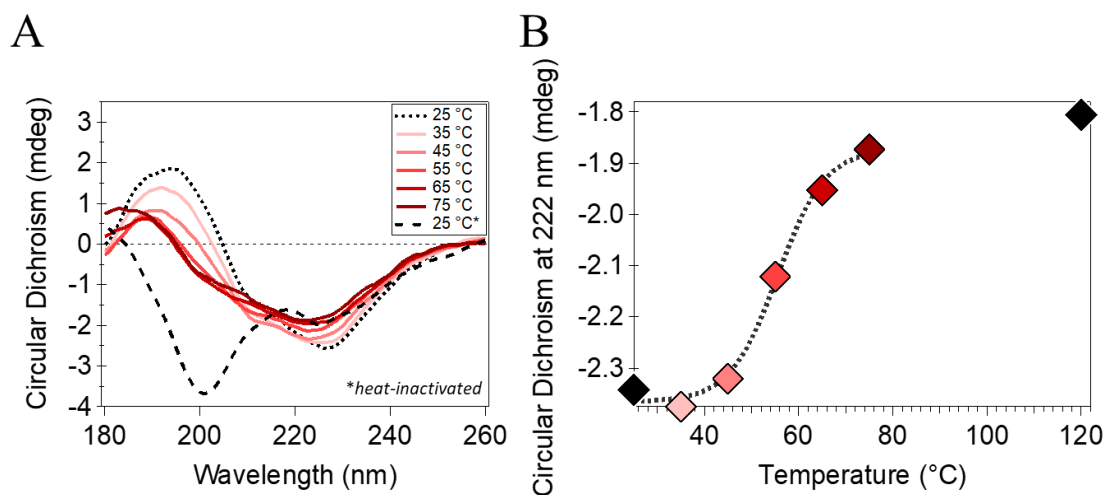 A
Circular Dichroism (mdeg)
3
2
1
0
-1
-2
-3
-4
180
200
220
240
260
Wavelength (nm)
25 °C
35 °C
45 °C
55 °C
65 °C
75 °C
25 °C*
*heat-inactivated
B
Circular Dichroism at 222 nm (mdeg)
-1.8
-1.9
-2.0
-2.1
-2.2
-2.3
40
60
80
100
120
Temperature (°C)